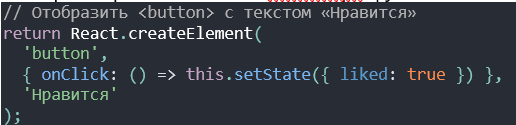 // Отобразить <button> с текстом «Нравится»
return React.createElement(
  'button',
  { onClick: () => this.setState({ liked: true }) },
  'Нравится'
);